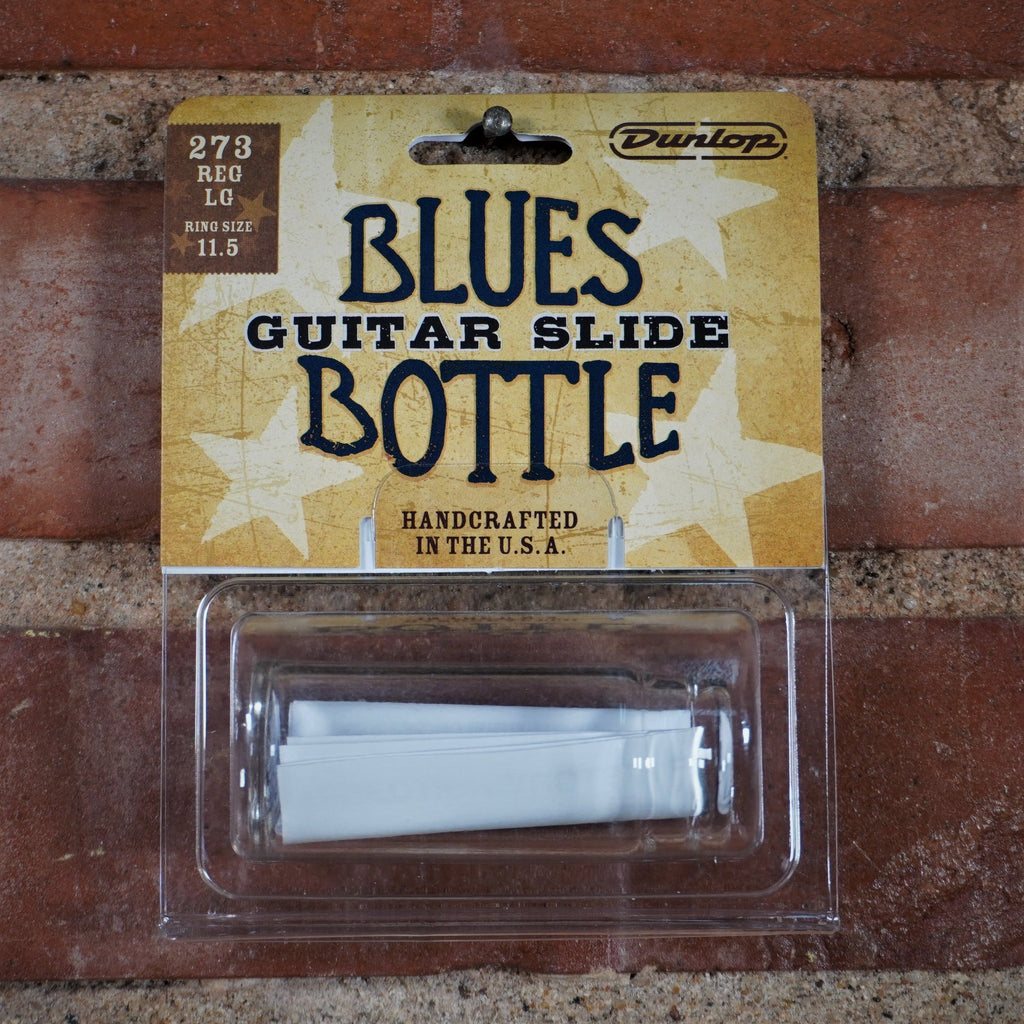 273
REG
LG
RING SIZE
11.5
Dunlop
BLUES
GUITAR SLIDE
BOTTLE
HANDCRAFTED
IN THE U.S.A.